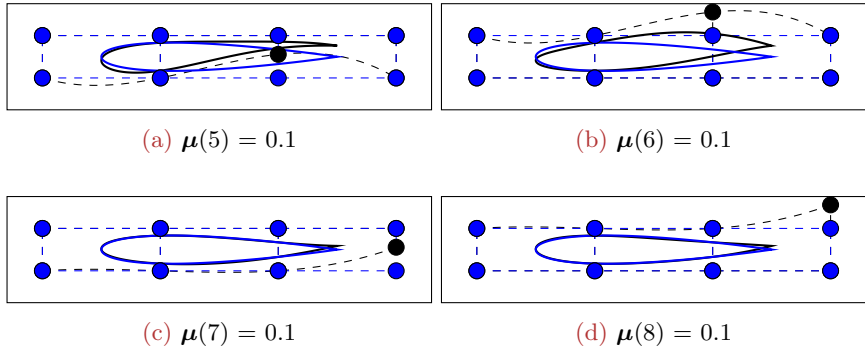 (a) μ(5) = 0.1
(b) μ(6) = 0.1
(c) μ(7) = 0.1
(d) μ(8) = 0.1